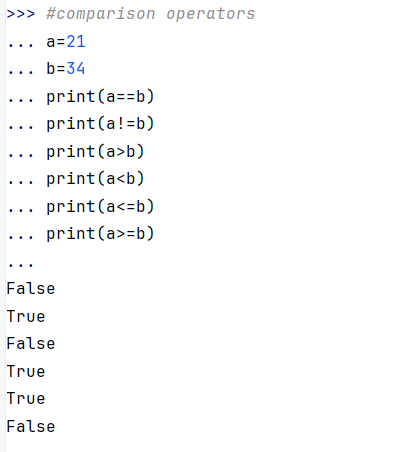 >>> #comparison operators
... a=21
... b=34
... print(a==b)
... print(a!=b)
... print(a>b)
... print(a<b)
... print(a<=b)
... print(a>=b)
...
False
True
False
True
True
False